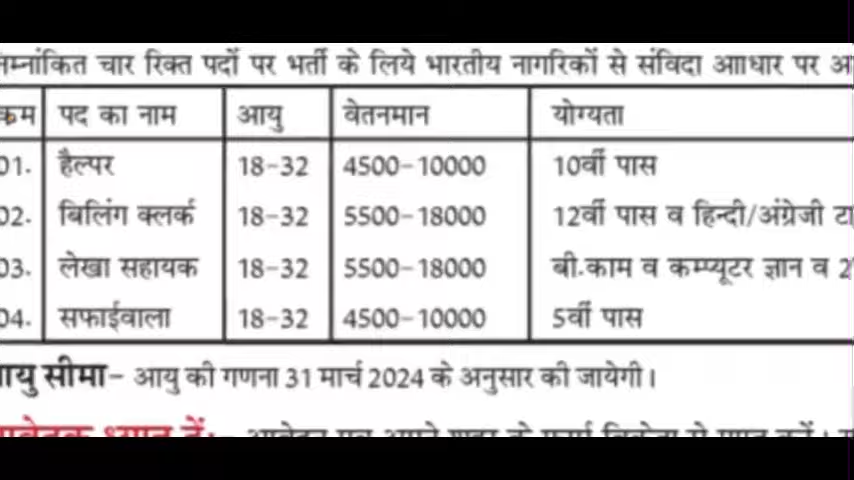 निम्नांकित चार रिक्त पदों पर भर्ती के लिये भारतीय नागरिकों से संविदा आाधार पर
क्रम पद का नाम आयु वेतनमान योग्यता
01. हैल्पर 18-32 4500-10000 10वीं पास
02. बिलिंग क्लर्क 18-32 5500-18000 12वीं पास व हिन्दी/अंग्रेजी
03. लेखा सहायक 18-32 5500-18000 बी.काम व कम्प्यूटर ज्ञान व
04. सफाईवाला 18-32 4500-10000 5वीं पास
आयु सीमा- आयु की गणना 31 मार्च 2024 के अनुसार की जायेगी।